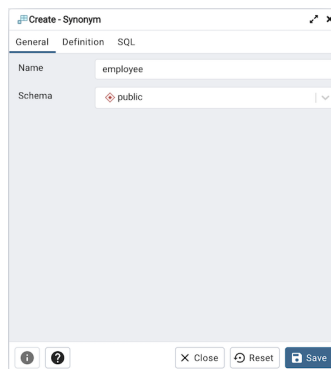 Create - Synonym
General Definition SQL
Name employee
Schema public
Close Reset Save